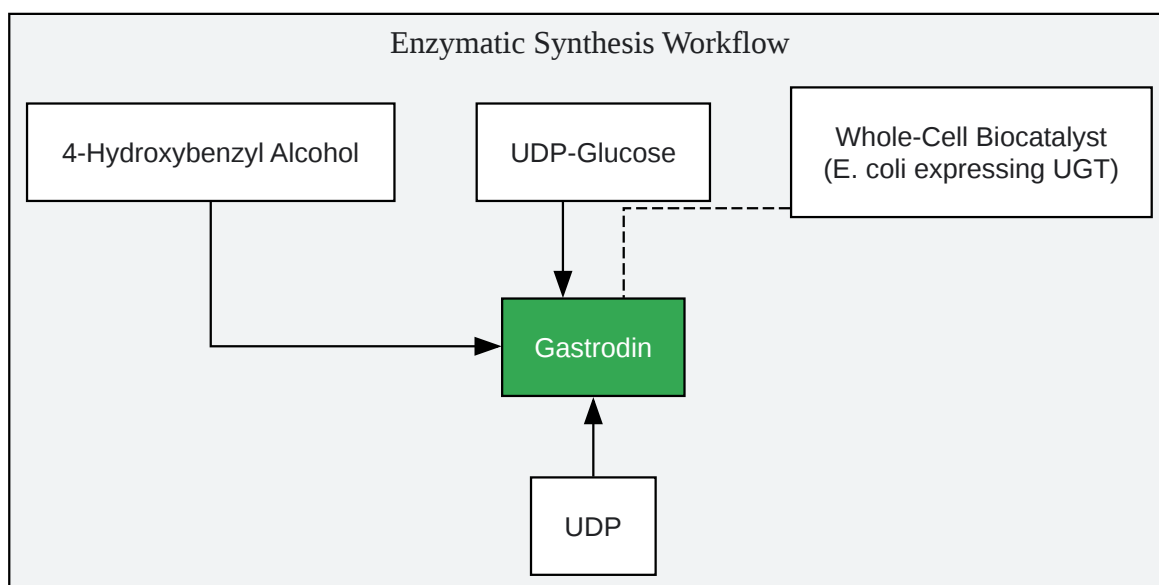 Enzymatic Synthesis Workflow
4-Hydroxybenzyl Alcohol
UDP-Glucose
Whole-Cell Biocatalyst
(E. coli expressing UGT)
Gastrodin
UDP